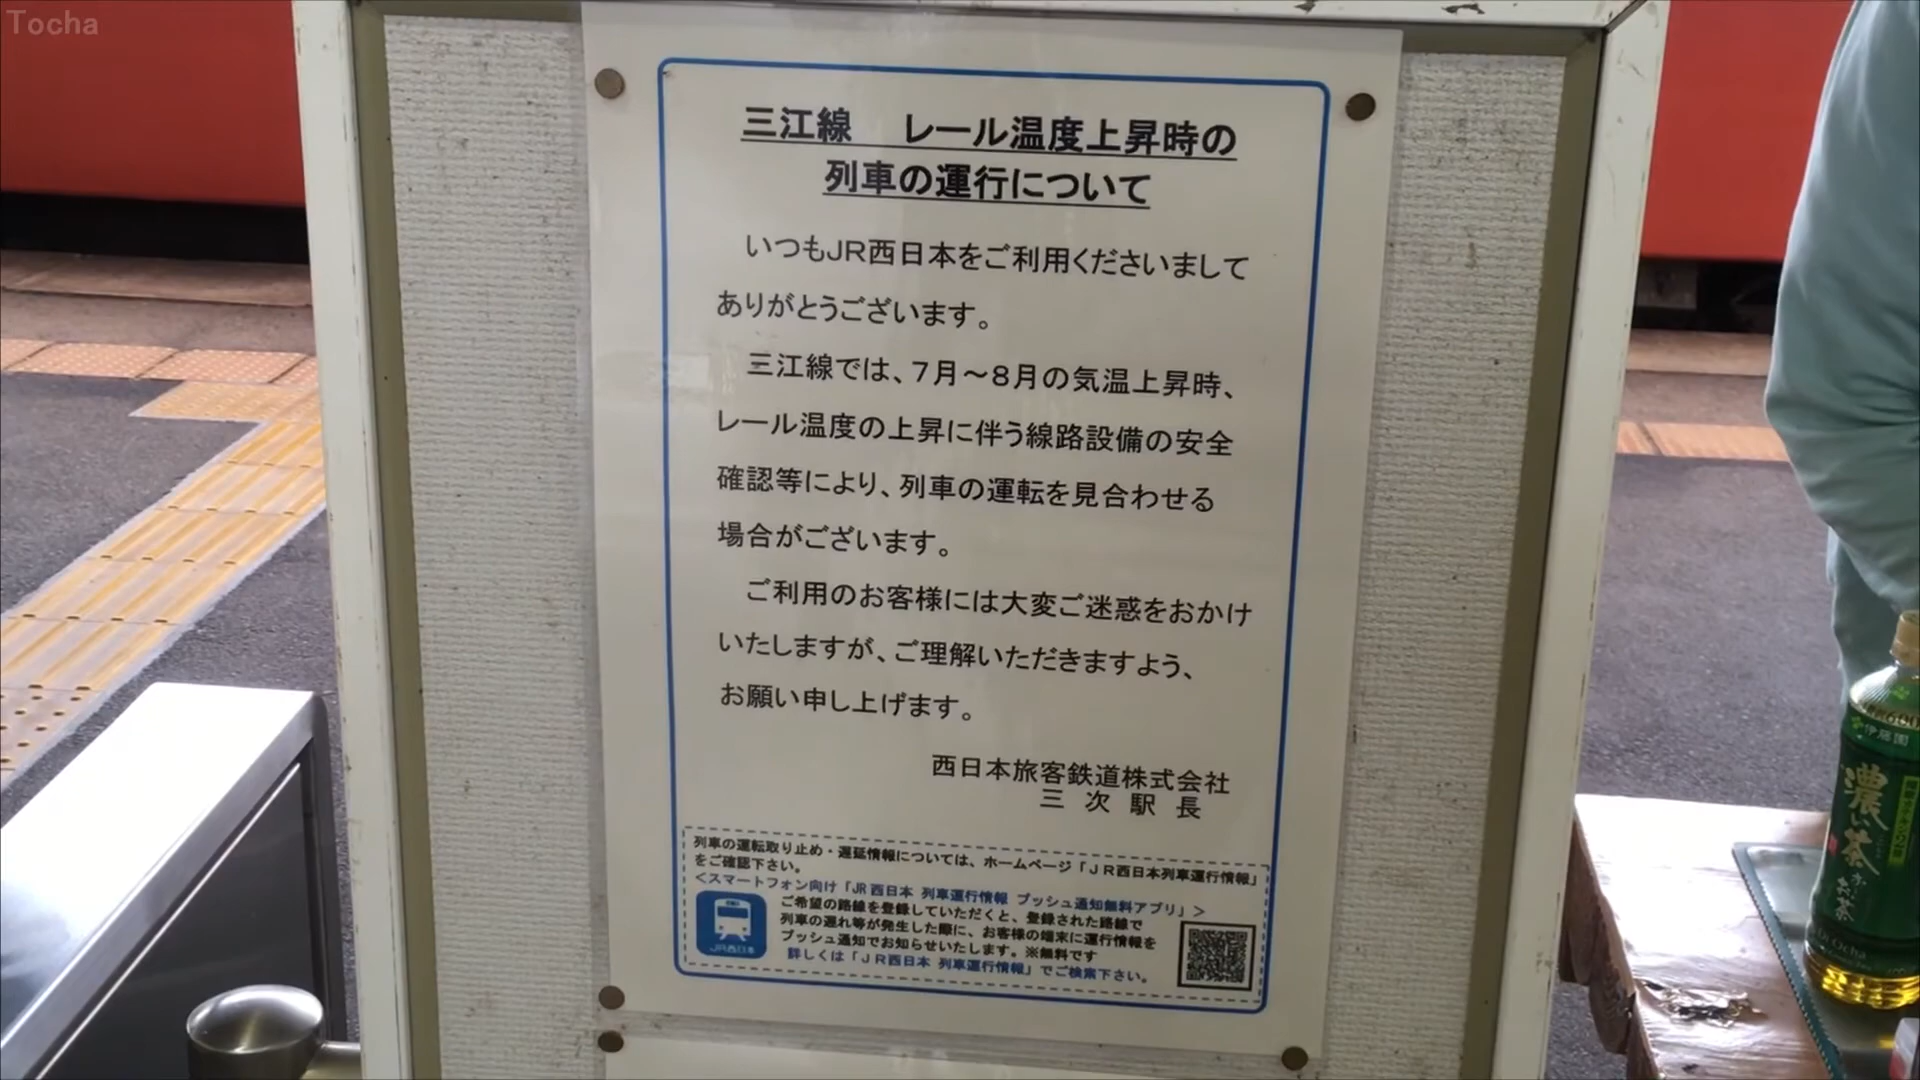 Tocha
三江線　レール温度上昇時の
列車の運行について
いつもJR西日本をご利用くださいまして
ありがとうございます。
三江線では、7月～8月の気温上昇時、
レール温度の上昇に伴う線路設備の安全
確認等により、列車の運転を見合わせる
場合がございます。
ご利用のお客様には大変ご迷惑をおかけ
いたしますが、ご理解いただきますよう、
お願い申し上げます。
西日本旅客鉄道株式会社
三次駅長
列車の運転取り止め・遅延情報については、ホームページ「JR西日本列車運行情報」
をご確認下さい。
＜スマートフォン向け「JR西日本 列車運行情報 プッシュ通知無料アプリ」＞
ご希望の路線を登録していただくと、登録された路線で
列車の遅れ等が発生した際に、お客様の端末に運行情報を
プッシュ通知でお知らせいたします。※無料です
詳しくは「JR西日本 列車運行情報」でご検索下さい。
JR西日本
伊藤園
濃い茶
おーいお茶